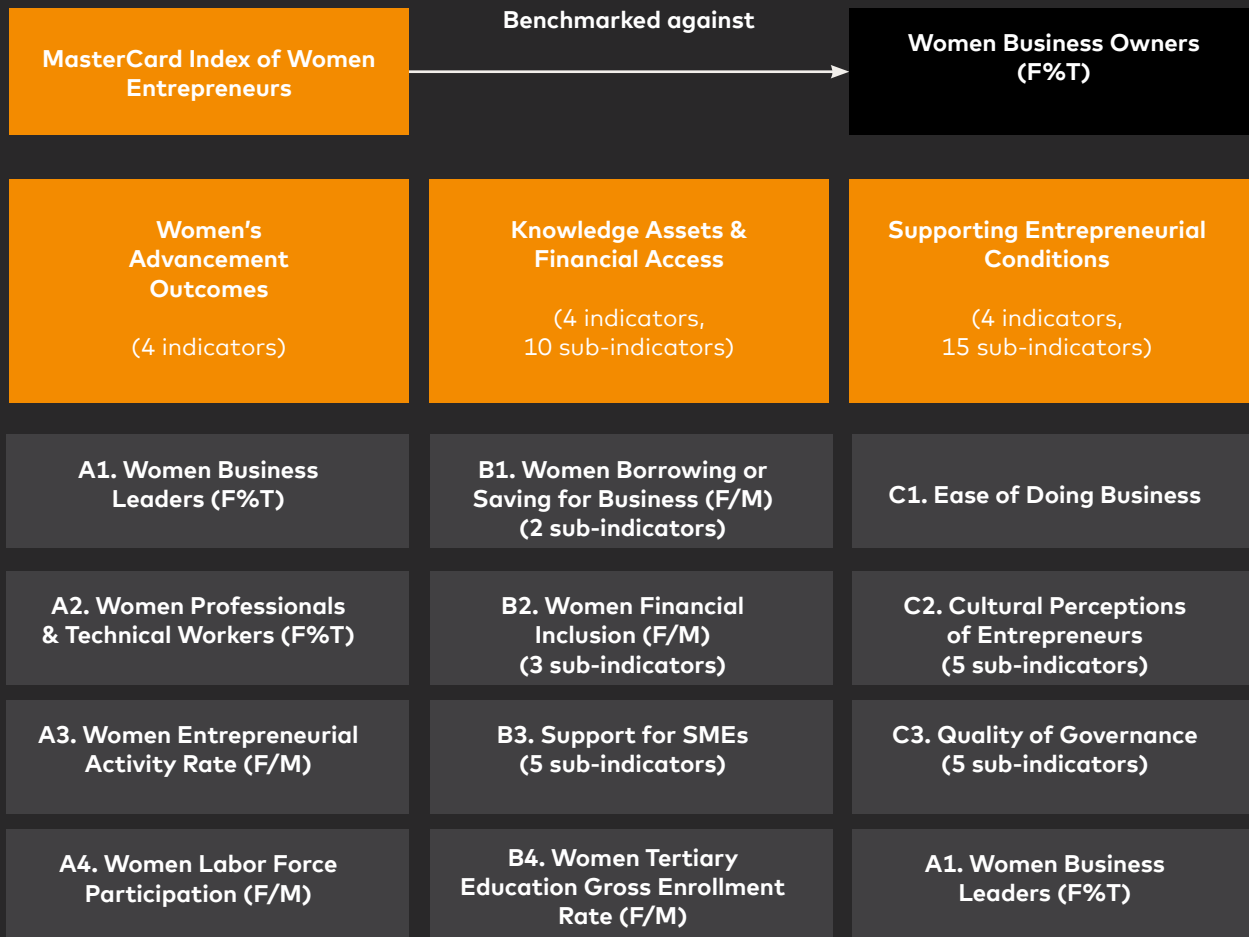 Benchmarked against
MasterCard Index of Women
Entrepreneurs
Women Business Owners
(F%T)
Women's
Advancement
Outcomes
(4 indicators)
Knowledge Assets &
Financial Access
(4 indicators,
10 sub-indicators)
Supporting Entrepreneurial
Conditions
(4 indicators,
15 sub-indicators)
A1. Women Business
Leaders (F%T)
B1. Women Borrowing or
Saving for Business (F/M)
(2 sub-indicators)
C1. Ease of Doing Business
A2. Women Professionals
& Technical Workers (F%T)
B2. Women Financial
Inclusion (F/M)
(3 sub-indicators)
C2. Cultural Perceptions
of Entrepreneurs
(5 sub-indicators)
A3. Women Entrepreneurial
Activity Rate (F/M)
B3. Support for SMEs
(5 sub-indicators)
C3. Quality of Governance
(5 sub-indicators)
A4. Women Labor Force
Participation (F/M)
B4. Women Tertiary
Education Gross Enrollment
Rate (F/M)
A1. Women Business
Leaders (F%T)